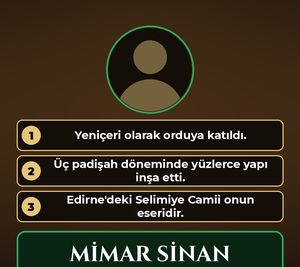 1 Yeniçeri olarak orduya katıldı.
2 Üç padişah döneminde yüzlerce yapı
inşa etti.
3 Edirne'deki Selimiye Camii onun
eseridir.
MİMAR SİNAN